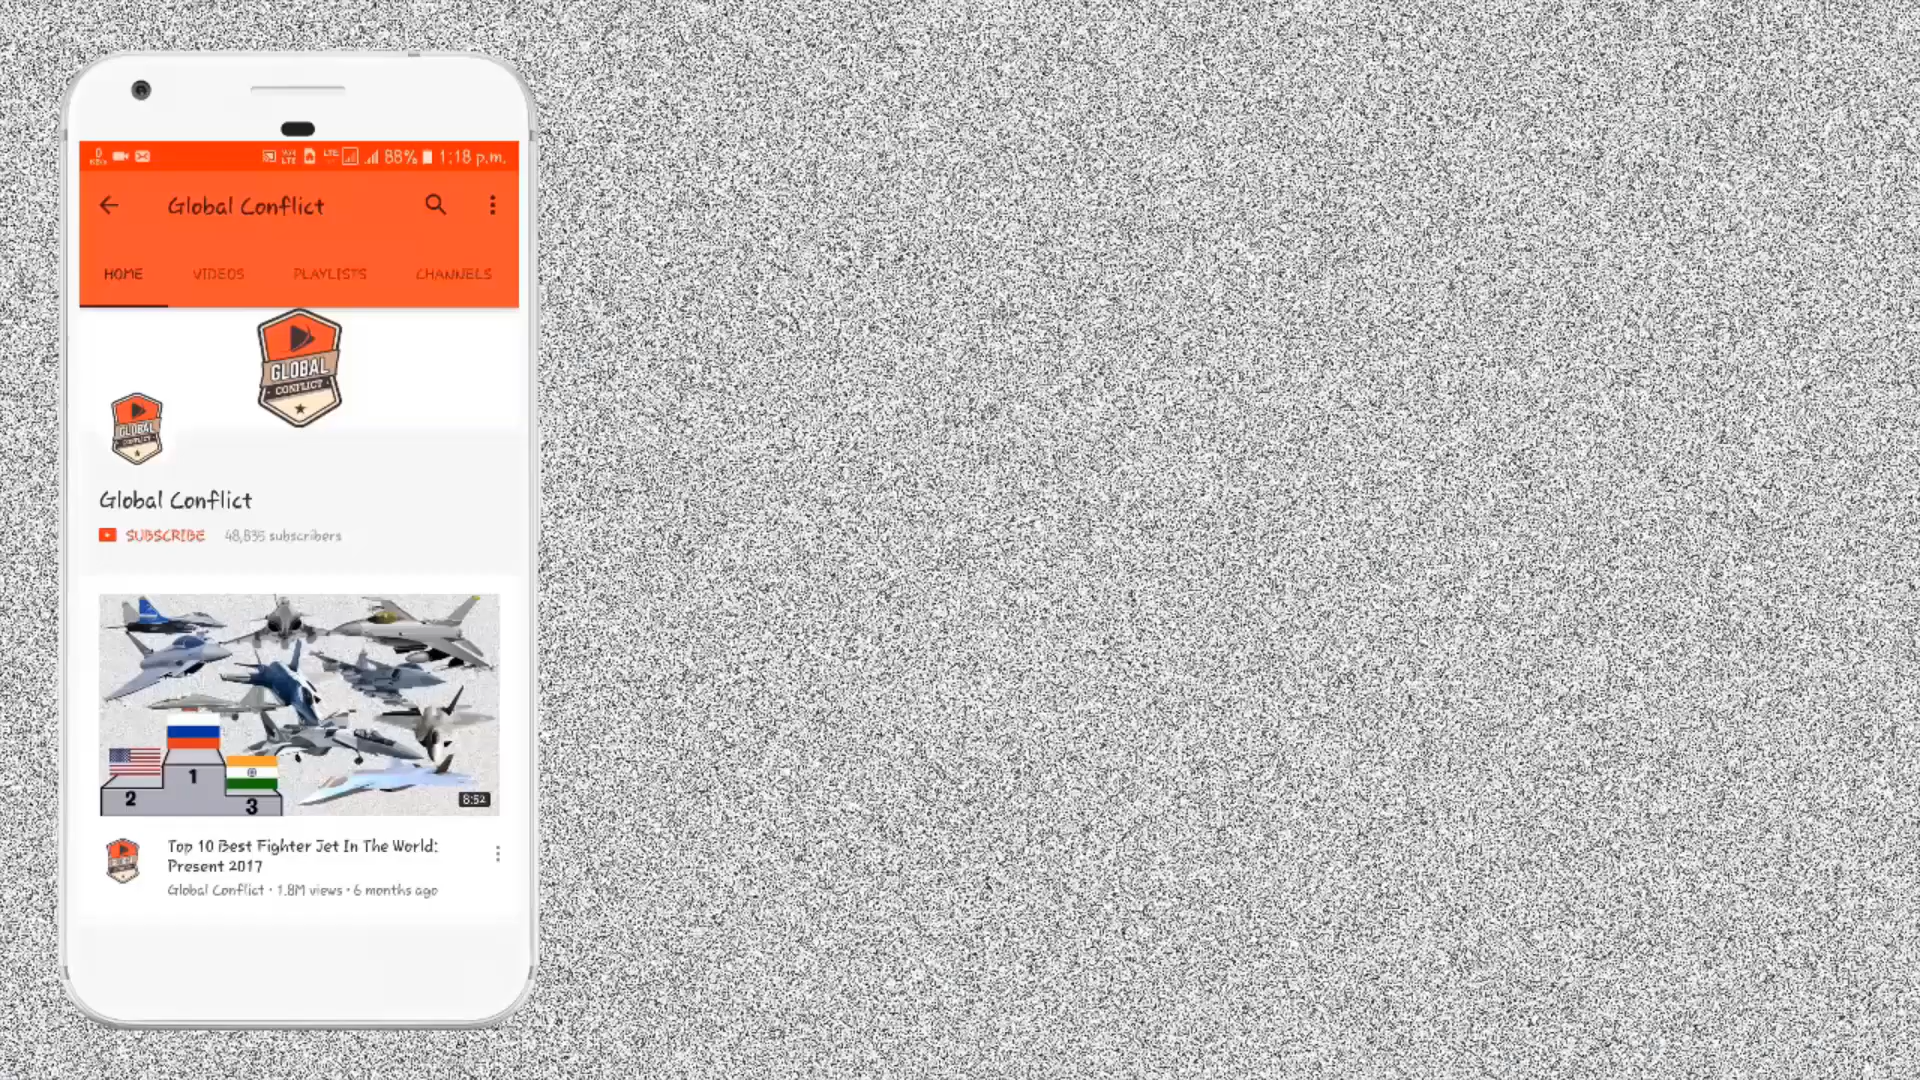 88% 1:18 p.m.
Global Conflict
HOME VIDEOS PLAYLISTS CHANNELS
GLOBAL
CONFLICT
GLOBAL
CONFLICT
Global Conflict
SUBSCRIBE 48,835 subscribers
1
2
3
8:52
Top 10 Best Fighter Jet In The World:
Present 2017
Global Conflict • 1.8M views • 6 months ago